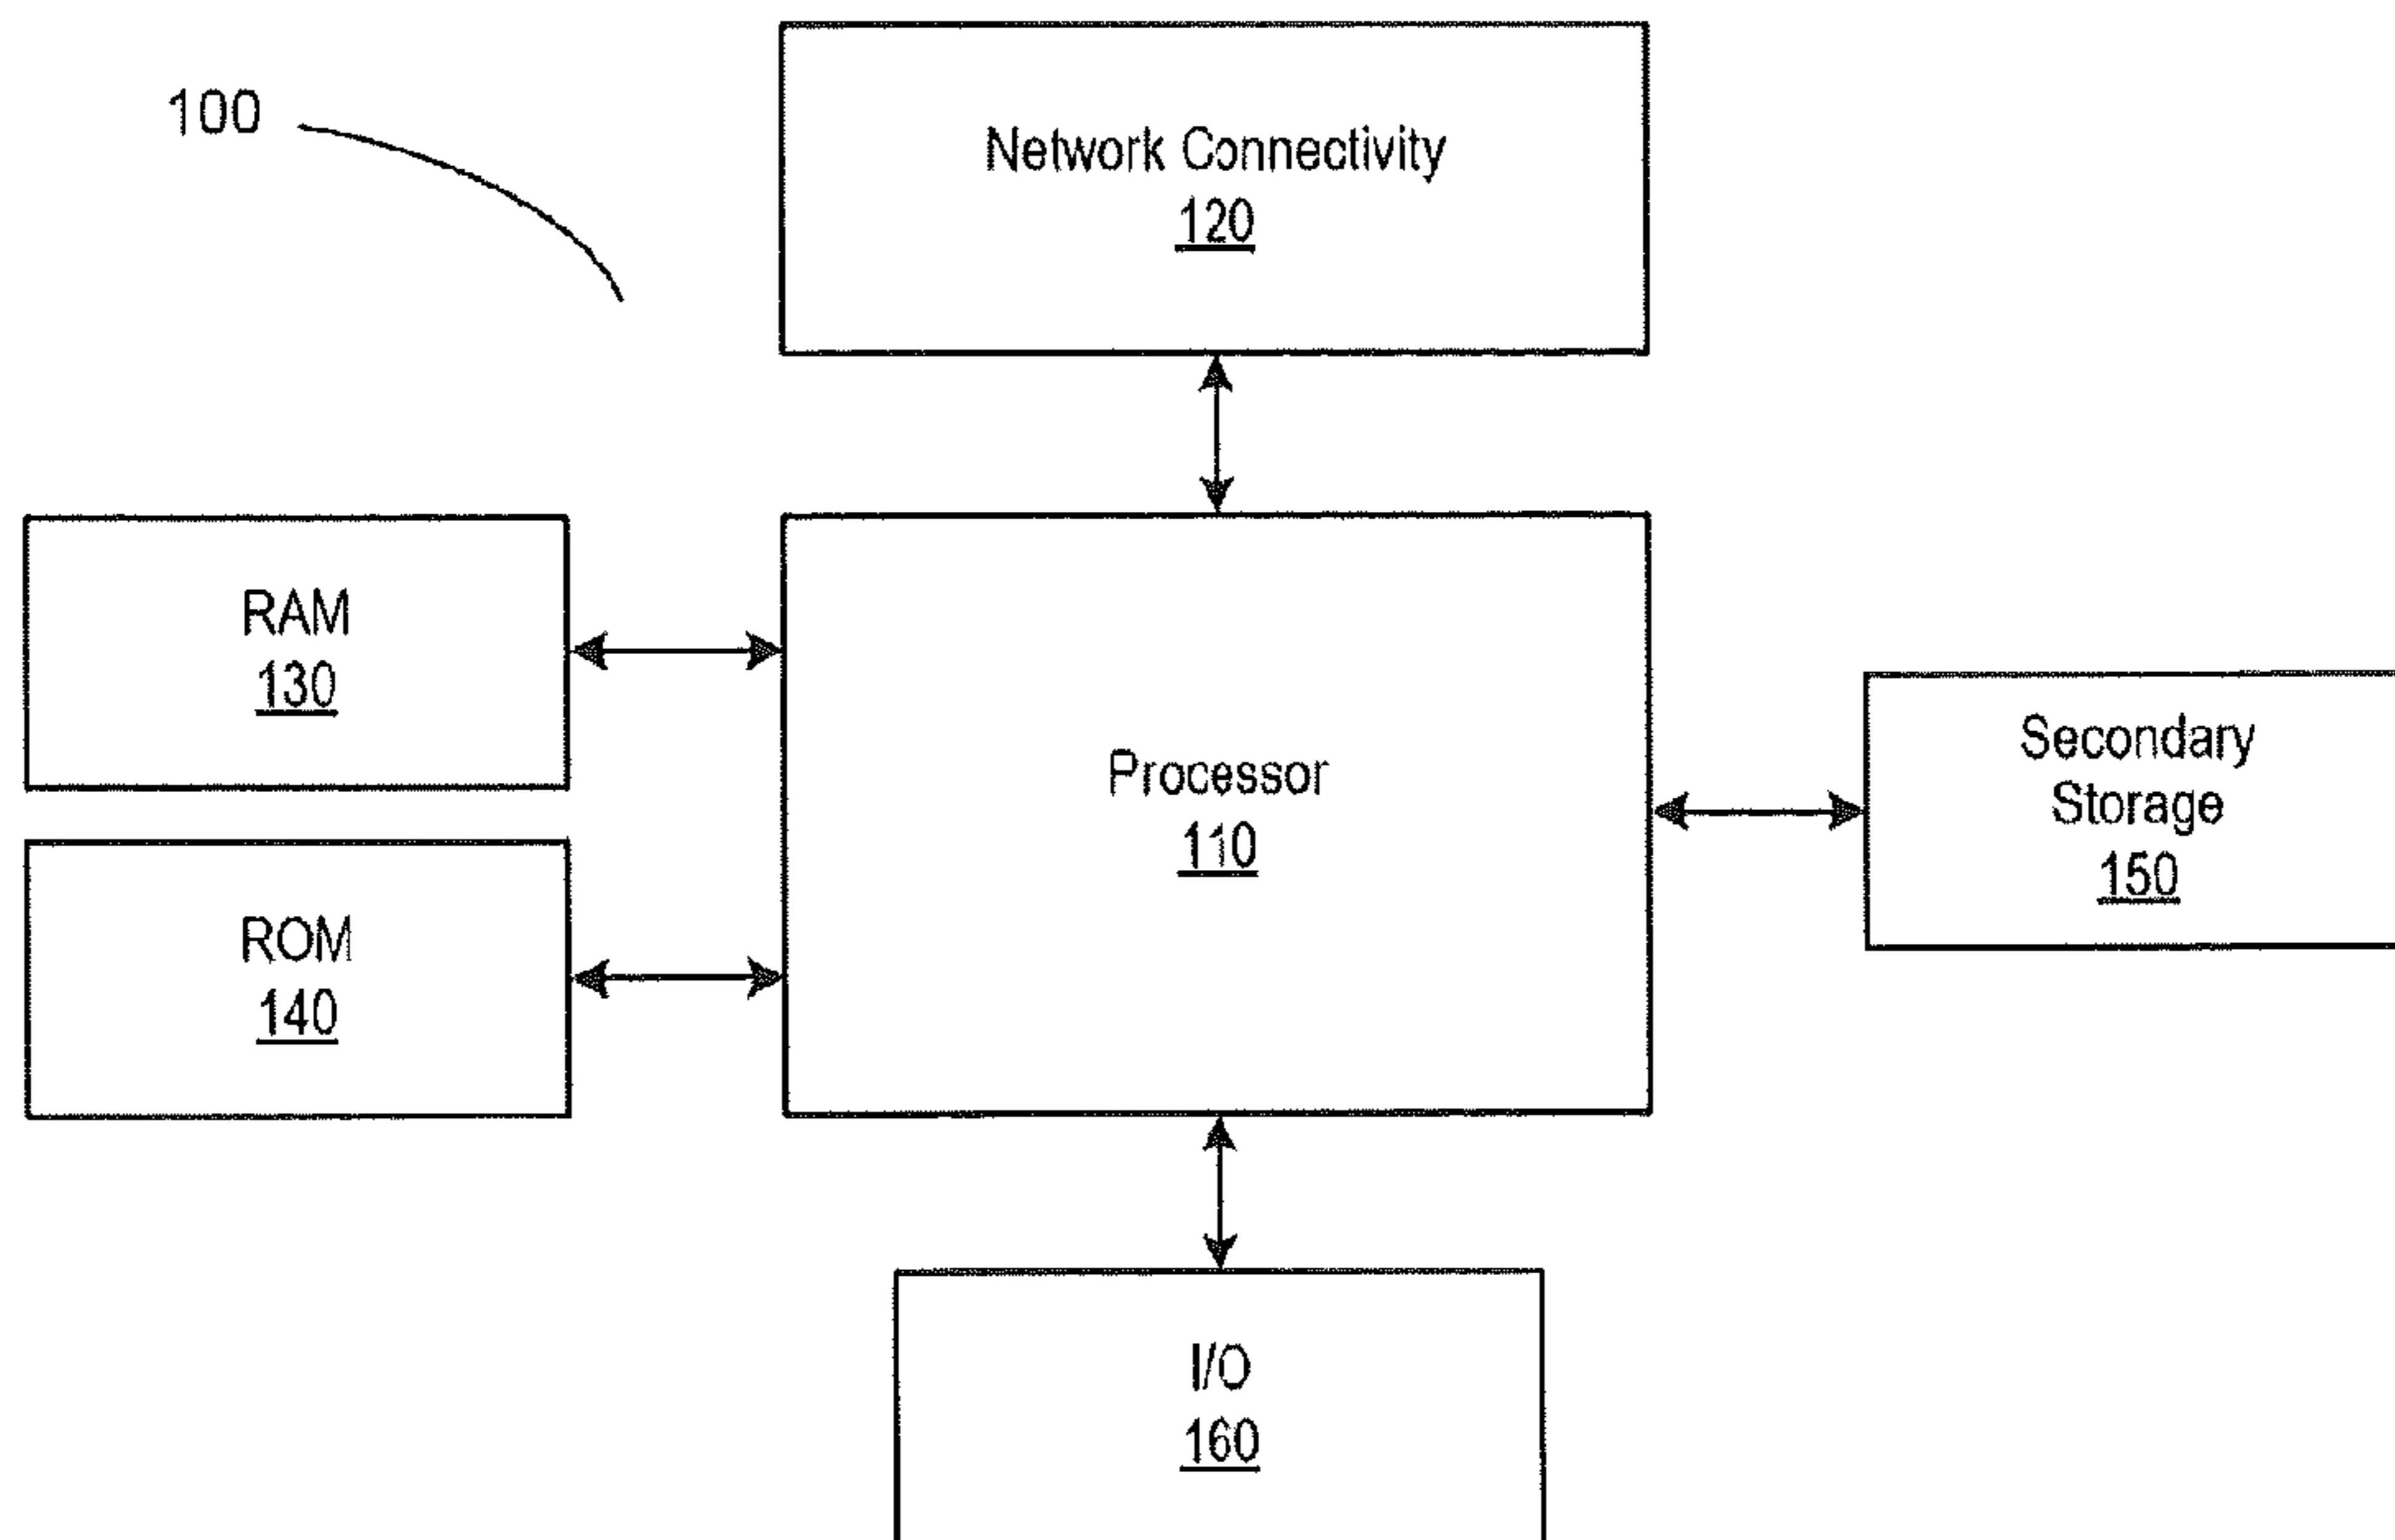 100
Network Connectivity
120
RAM
130
Processor
110
Secondary
Storage
150
ROM
140
I/O
160